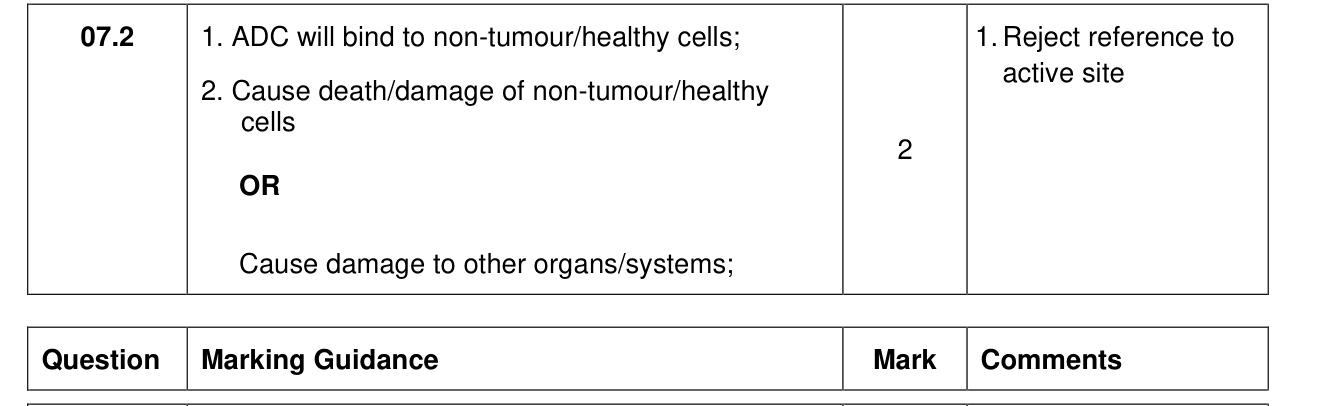 07.2
1. ADC will bind to non-tumour/healthy cells;
2. Cause death/damage of non-tumour/healthy
cells
OR
Cause damage to other organs/systems;
2
1. Reject reference to
active site
Question Marking Guidance Mark Comments